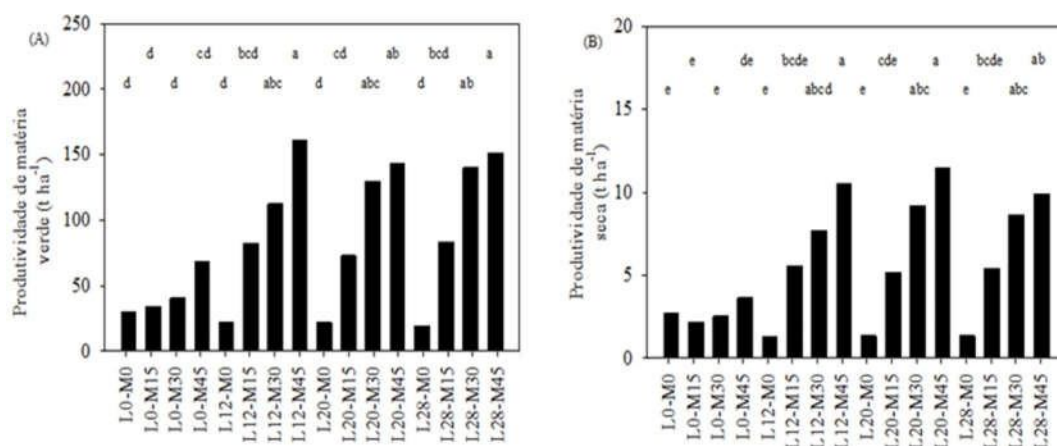 (A)
Produtividade de matéria
verde (t ha⁻¹)
250
200
150
100
50
0
d cd bcd a cd ab bcd a
d d d abc d abc d ab
L0-M0
L0-M15
L0-M30
L0-M45
L12-M0
L12-M15
L12-M30
L12-M45
L20-M0
L20-M15
L20-M30
L20-M45
L28-M0
L28-M15
L28-M30
L28-M45
(B)
Produtividade de matéria
seca (t ha⁻¹)
20
15
10
5
0
e de bcde a cde a bcde ab
e e e abcd e abc e abc
L0-M0
L0-M15
L0-M30
L0-M45
L12-M0
L12-M15
L12-M30
L12-M45
L20-M0
L20-M15
L20-M30
L20-M45
L28-M0
L28-M15
L28-M30
L28-M45